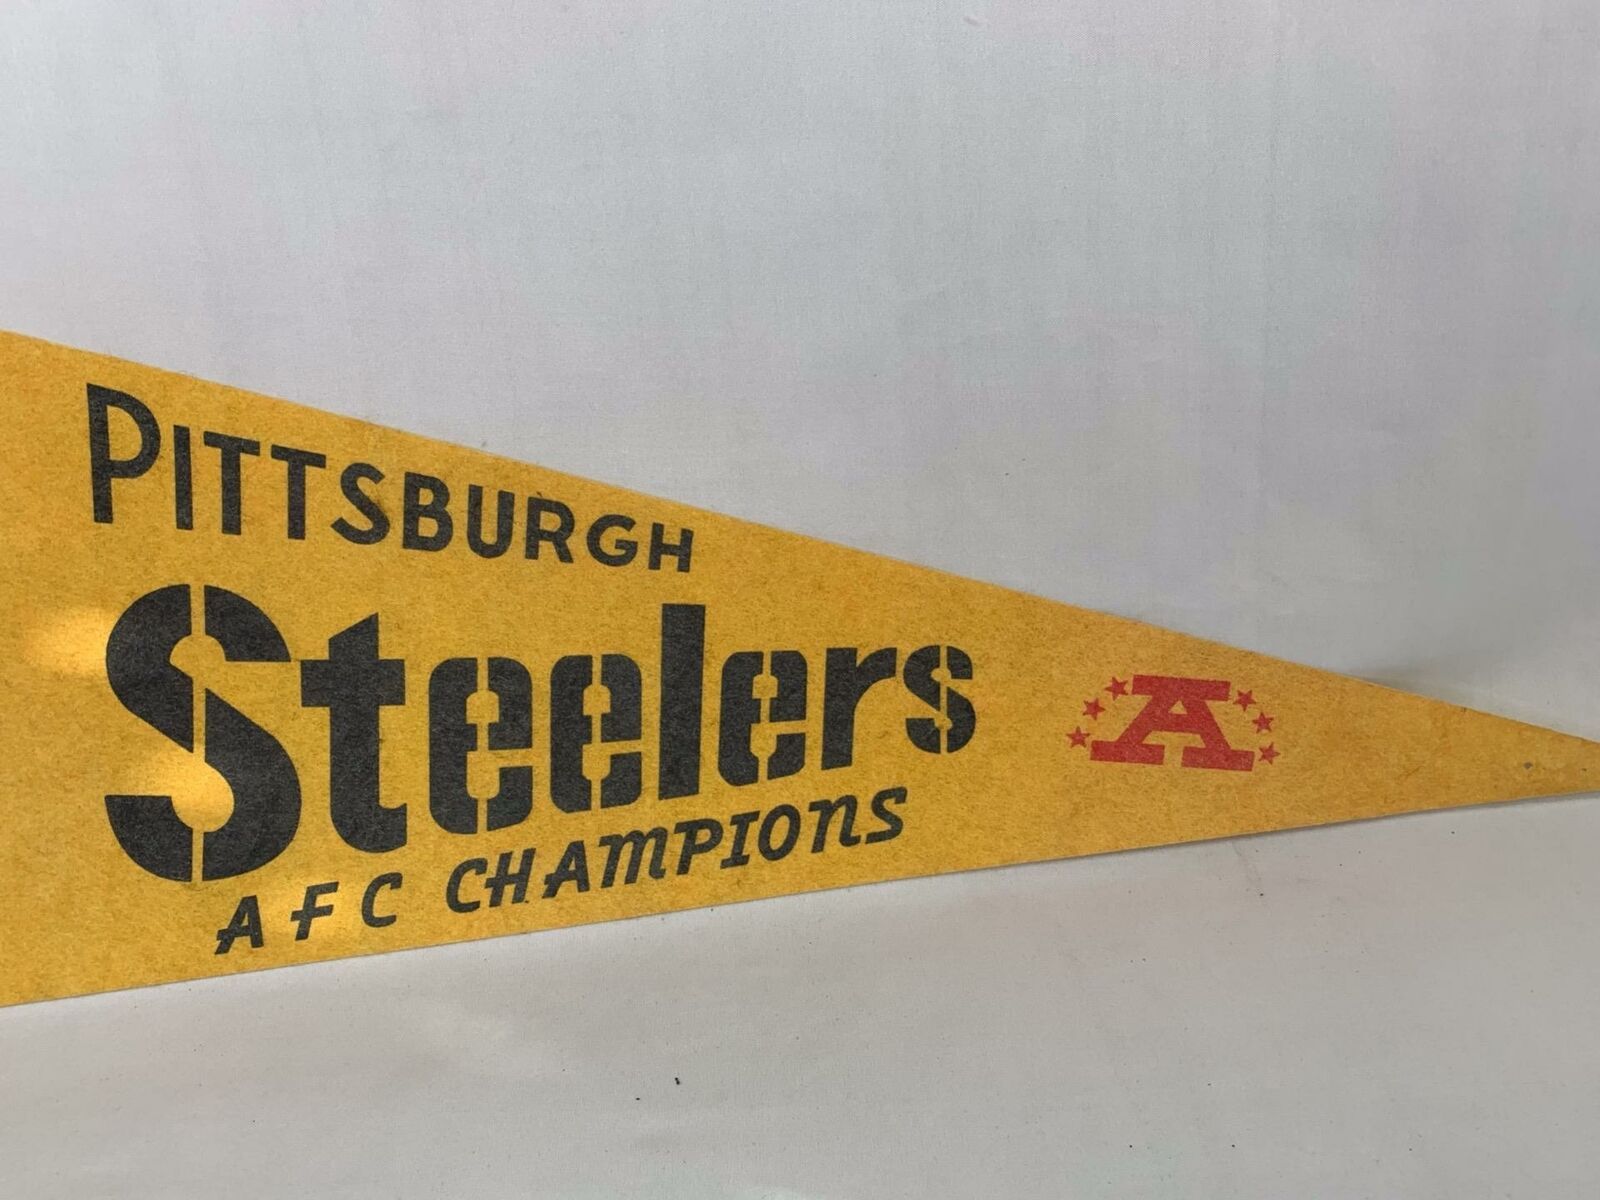 PITTSBURGH
Steelers
AFC CHAMPIONS
A